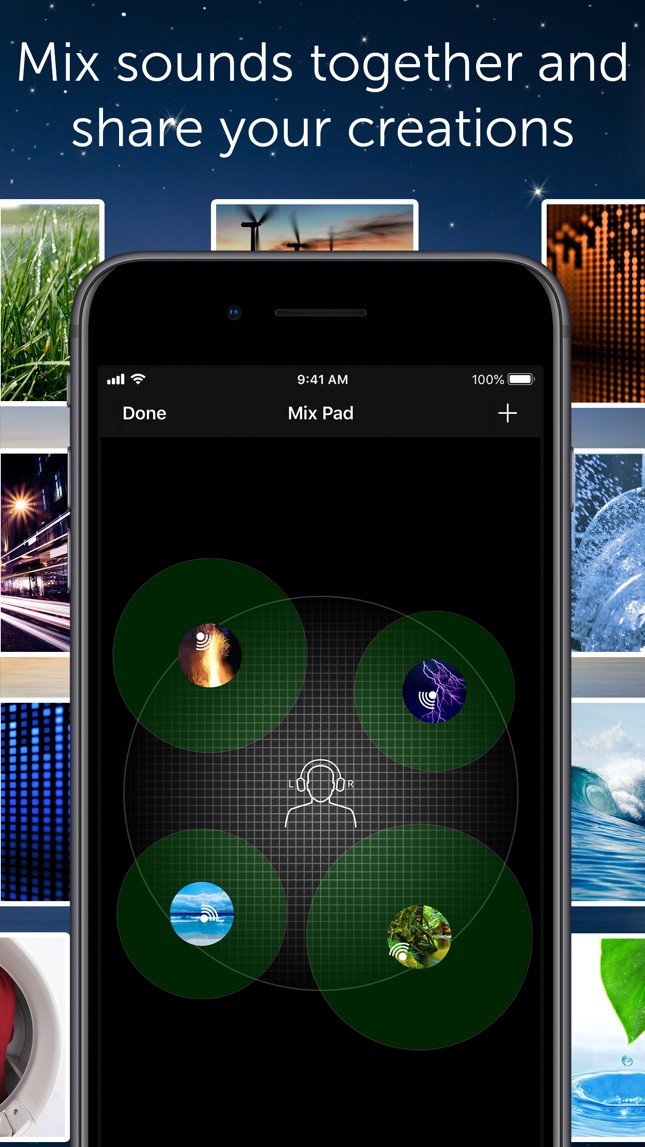 Mix sounds together and
share your creations
9:41 AM
100%
Done
Mix Pad
L R